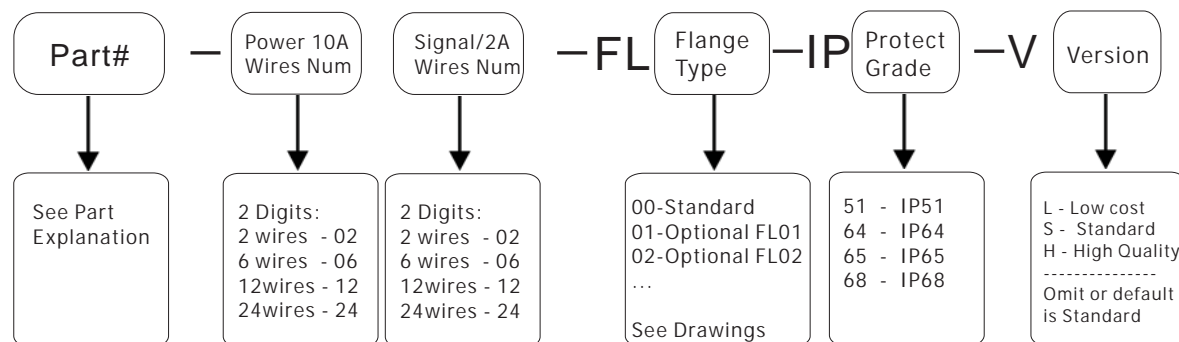 Part#
—
Power 10A
Wires Num
Signal/2A
Wires Num
—FL
Flange
Type
—IP
Protect
Grade
—V
Version
See Part
Explanation
2 Digits:
2 wires - 02
6 wires - 06
12wires - 12
24wires - 24
2 Digits:
2 wires - 02
6 wires - 06
12wires - 12
24wires - 24
00-Standard
01-Optional FL01
02-Optional FL02
...
See Drawings
51 - IP51
64 - IP64
65 - IP65
68 - IP68
L - Low cost
S - Standard
H - High Quality
---------------
Omit or default
is Standard